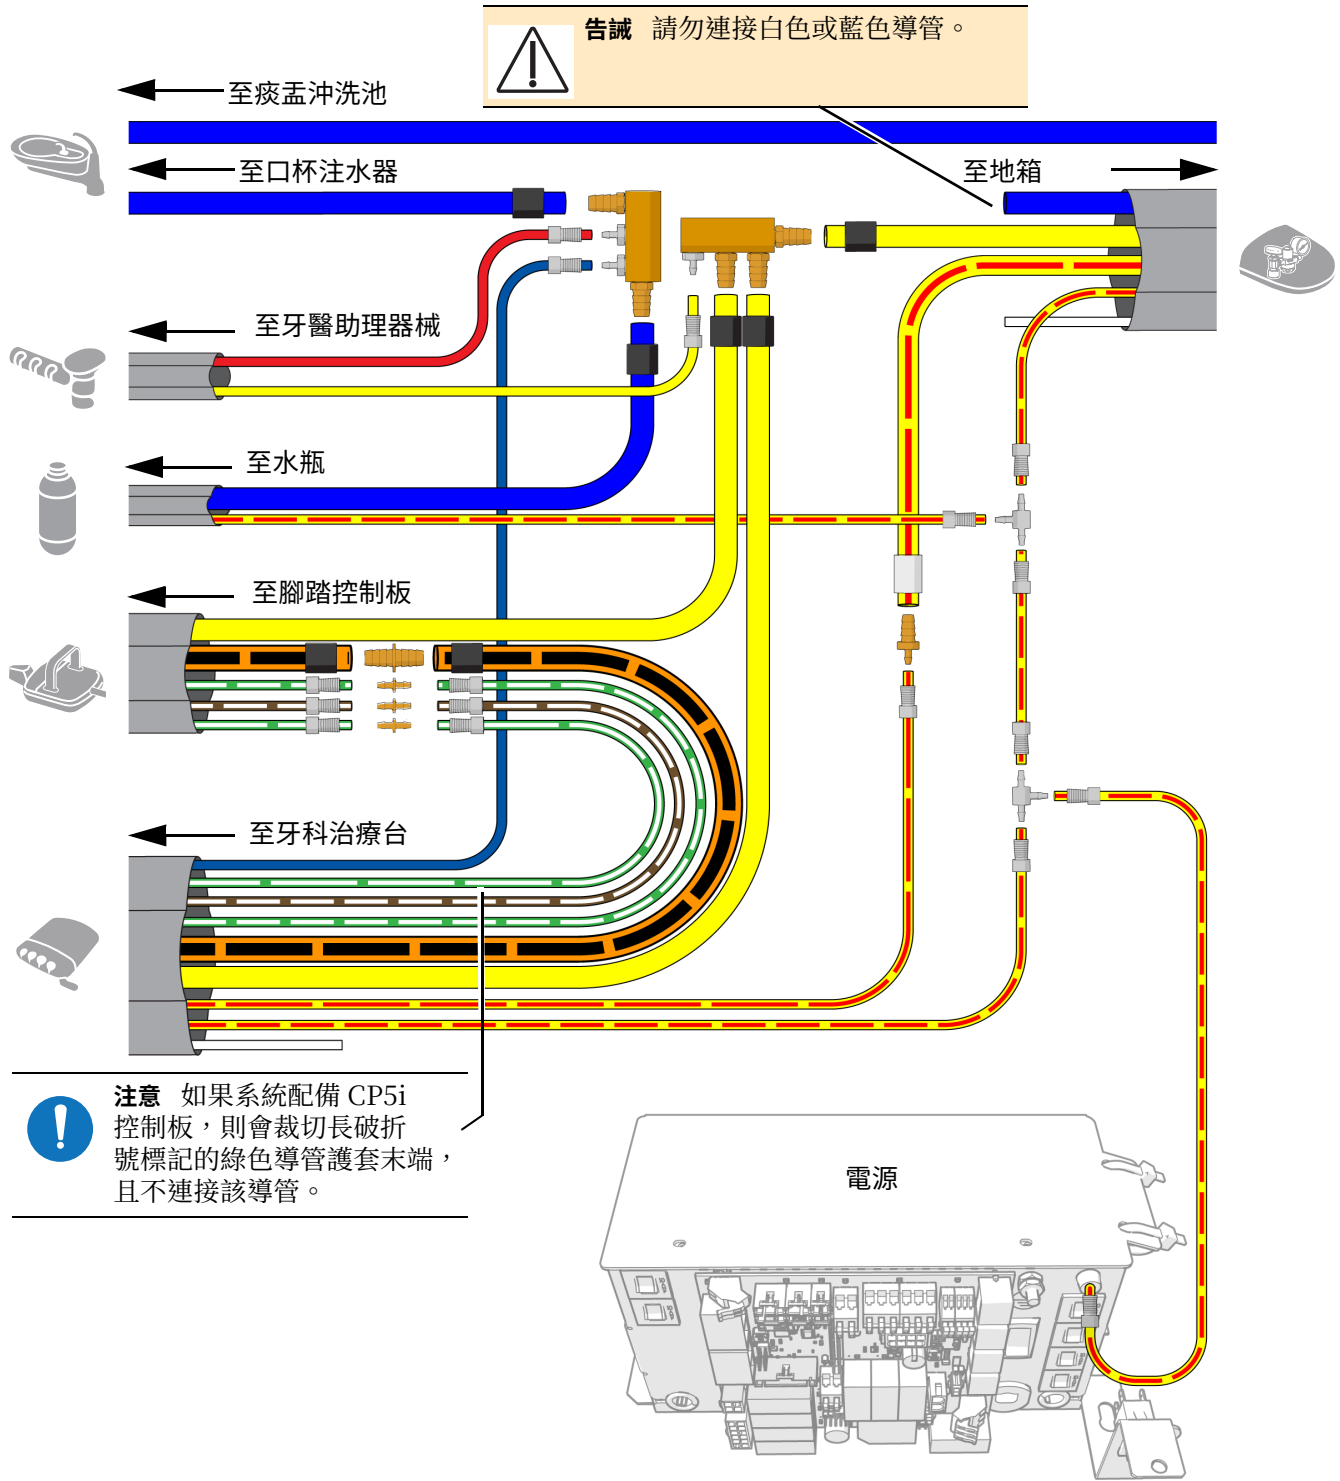 告誡 請勿連接白色或藍色導管。
至痰盂沖洗池
至口杯注水器
至地箱
至牙醫助理器械
至水瓶
至腳踏控制板
至牙科治療台
注意 如果系統配備 CP5i
控制板，則會裁切長破折
號標記的綠色導管護套末端，
且不連接該導管。
電源